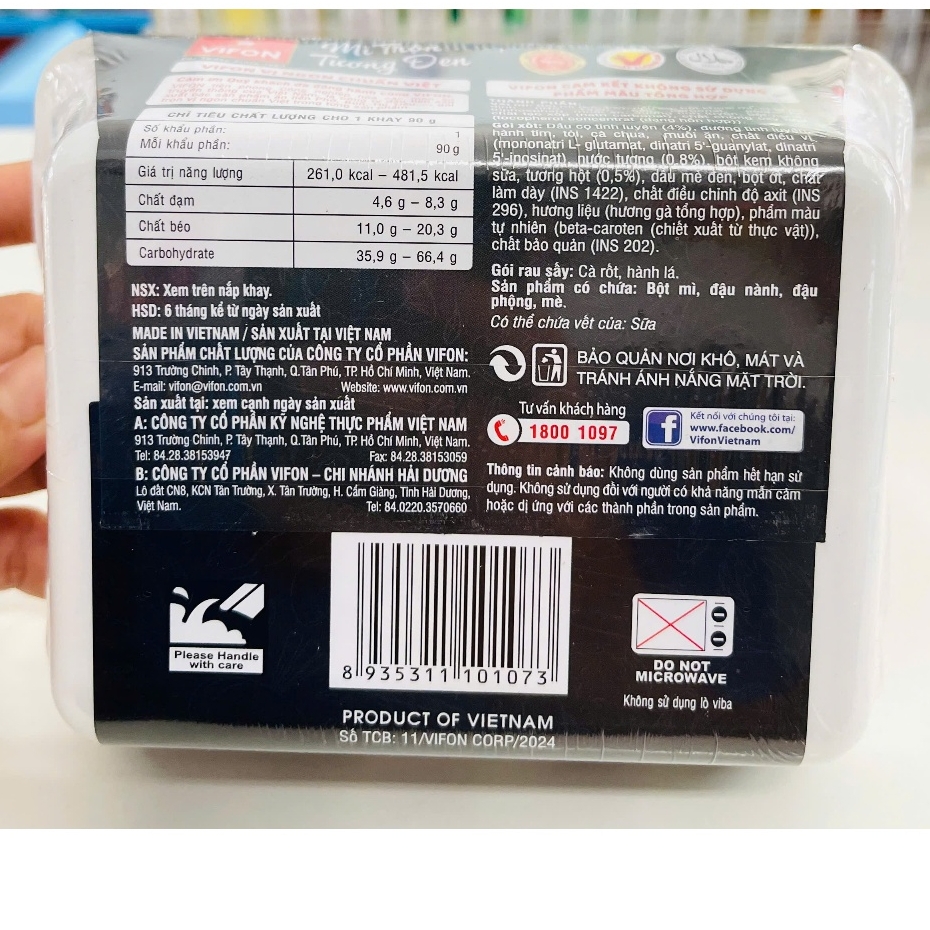 VIFON
Mì Trộn
Tương Đen
CHỈ TIÊU CHẤT LƯỢNG CHO 1 KHAY 90 g
Số khẩu phần: 1
Mỗi khẩu phần: 90 g
Giá trị năng lượng 261,0 kcal – 481,5 kcal
Chất đạm 4,6 g – 8,3 g
Chất béo 11,0 g – 20,3 g
Carbohydrate 35,9 g – 66,4 g
NSX: Xem trên nắp khay.
HSD: 6 tháng kể từ ngày sản xuất
MADE IN VIETNAM / SẢN XUẤT TẠI VIỆT NAM
SẢN PHẨM CHẤT LƯỢNG CỦA CÔNG TY CỔ PHẦN VIFON:
913 Trường Chinh, P. Tây Thạnh, Q.Tân Phú, TP. Hồ Chí Minh, Việt Nam.
E-mail: vifon@vifon.com.vn Website: www.vifon.com.vn
Sản xuất tại: xem cạnh ngày sản xuất
A: CÔNG TY CỔ PHẦN KỸ NGHỆ THỰC PHẨM VIỆT NAM
913 Trường Chinh, P. Tây Thạnh, Q.Tân Phú, TP. Hồ Chí Minh, Việt Nam.
Tel: 84.28.38153947 Fax: 84.28.38153059
B: CÔNG TY CỔ PHẦN VIFON – CHI NHÁNH HẢI DƯƠNG
Lô đất CN8, KCN Tân Trường, X. Tân Trường, H. Cẩm Giàng, Tỉnh Hải Dương,
Việt Nam. Tel: 84.0220.3570660
VIFON CAM KẾT KHÔNG SỬ DỤNG
PHẨM MÀU TỔNG HỢP
Gói xốt: Dầu cọ tinh luyện (4%), đường tinh
hành tím, tỏi, cà chua, muối ăn, chất điều vị
(mononatri L- glutamat, dinatri 5'-guanylat, dinatri
5'-inosinat), nước tương (0,8%), bột kem không
sữa, tương hột (0,5%), dầu mè đen, bột ớt, chất
làm dày (INS 1422), chất điều chỉnh độ axit (INS
296), hương liệu (hương gà tổng hợp), phẩm màu
tự nhiên (beta-caroten (chiết xuất từ thực vật)),
chất bảo quản (INS 202).
Gói rau sấy: Cà rốt, hành lá.
Sản phẩm có chứa: Bột mì, đậu nành, đậu
phộng, mè.
Có thể chứa vết của: Sữa
BẢO QUẢN NƠI KHÔ, MÁT VÀ
TRÁNH ÁNH NẮNG MẶT TRỜI.
Tư vấn khách hàng
1800 1097
Kết nối với chúng tôi tại:
www.facebook.com/
VifonVietnam
Thông tin cảnh báo: Không dùng sản phẩm hết hạn sử
dụng. Không sử dụng đối với người có khả năng mẫn cảm
hoặc dị ứng với các thành phần trong sản phẩm.
Please Handle
with care
8 935311 101073
DO NOT
MICROWAVE
Không sử dụng lò viba
PRODUCT OF VIETNAM
Số TCB: 11/VIFON CORP/2024